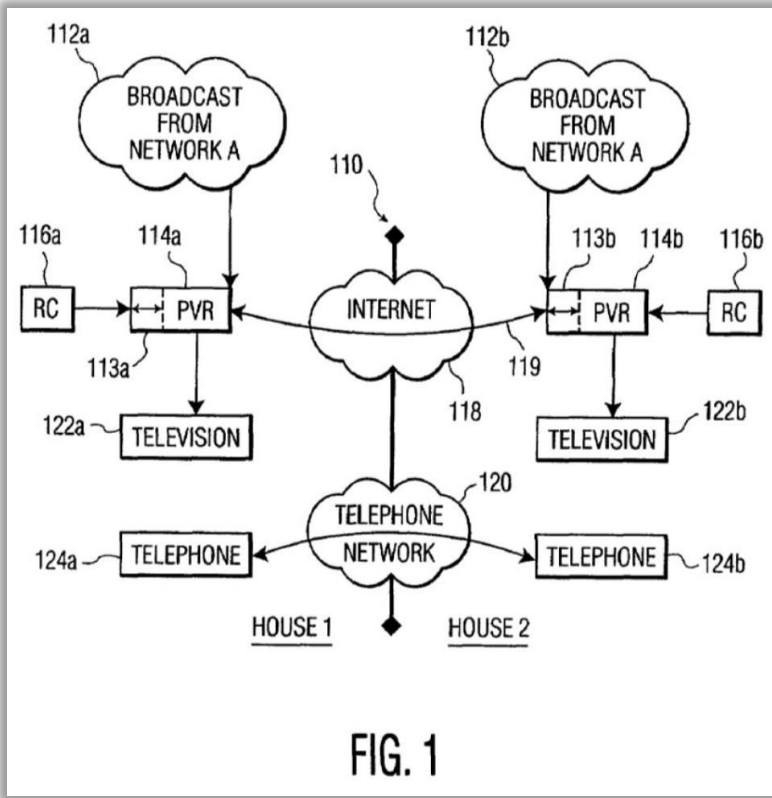 112a
112b
BROADCAST
FROM
NETWORK A
BROADCAST
FROM
NETWORK A
110
116a
114a
113b
114b
116b
RC
PVR
INTERNET
PVR
RC
113a
119
118
122a
TELEVISION
TELEVISION
122b
120
TELEPHONE
NETWORK
124a
TELEPHONE
TELEPHONE
124b
HOUSE 1
HOUSE 2
FIG. 1